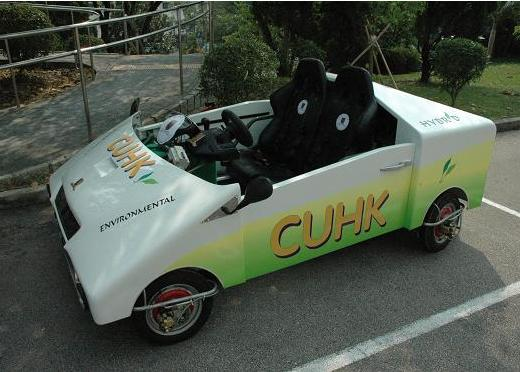 CUHK
ENVIRONMENTAL
CUHK
HYBRID